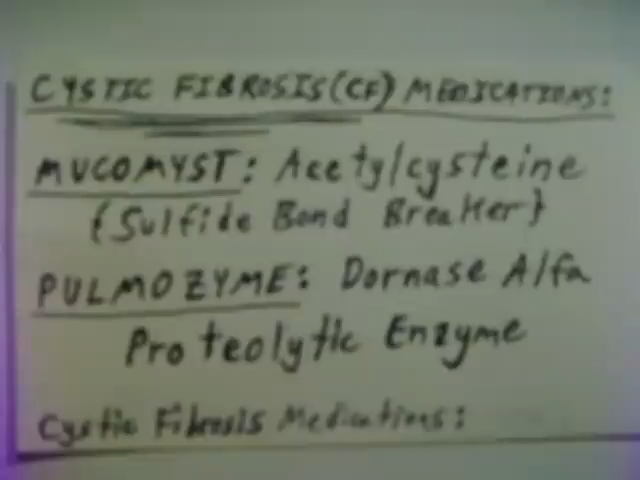 CYSTIC FIBROSIS (CF) MEDICATIONS:
MUCOMYST: Acetylcysteine
{Sulfide Bond Breaker}
PULMOZYME: Dornase Alfa
Proteolytic Enzyme
Cystic Fibrosis Medications: